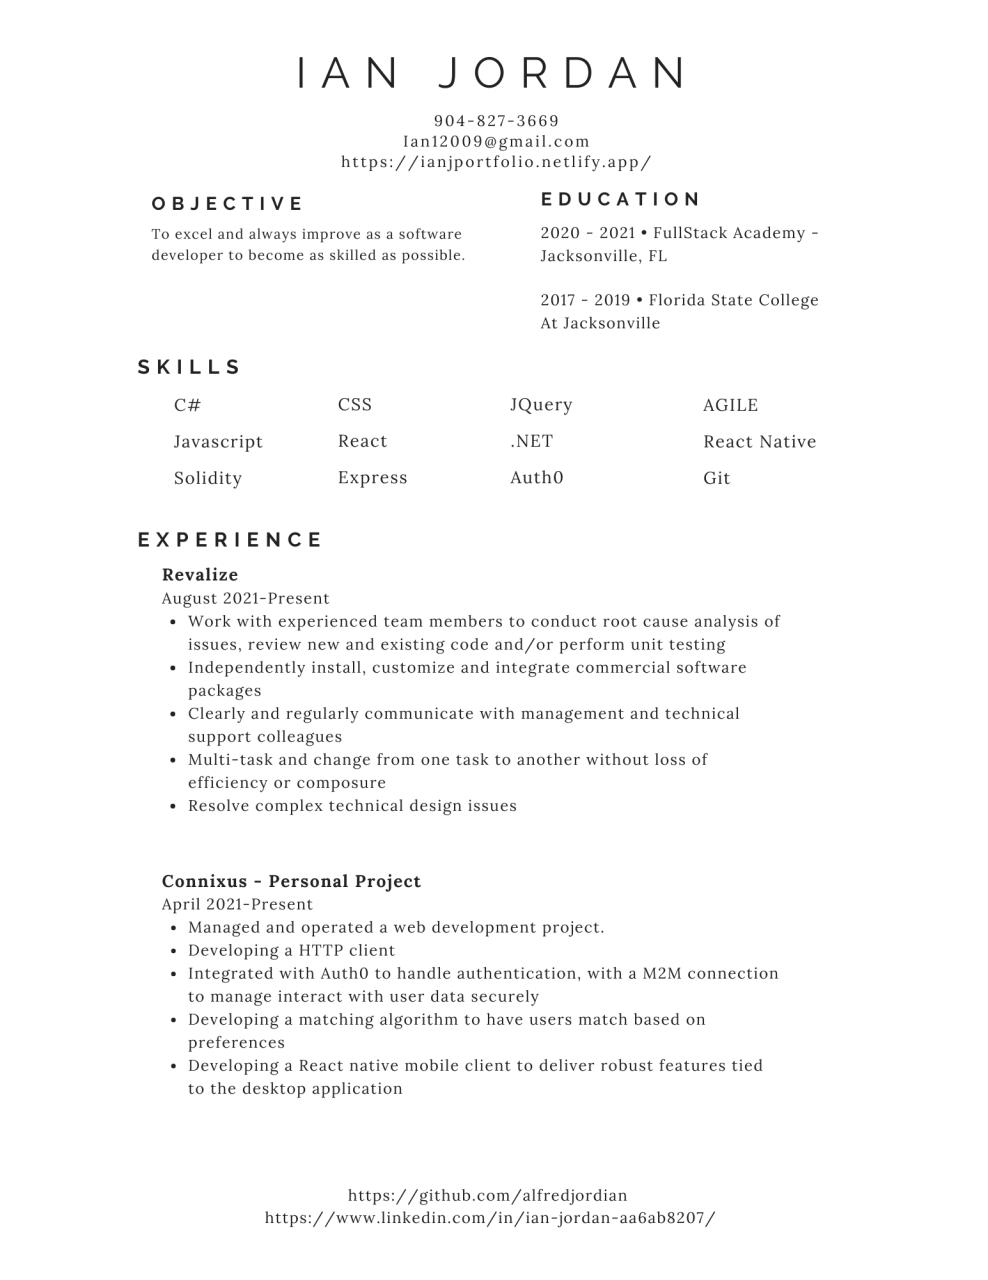 IAN JORDAN
904-827-3669
Ian12009@gmail.com
https://ianjportfolio.netlify.app/
OBJECTIVE
To excel and always improve as a software
developer to become as skilled as possible.
EDUCATION
2020 - 2021 • FullStack Academy -
Jacksonville, FL
2017 - 2019 • Florida State College
At Jacksonville
SKILLS
C# CSS JQuery AGILE
Javascript React .NET React Native
Solidity Express Auth0 Git
EXPERIENCE
Revalize
August 2021-Present
• Work with experienced team members to conduct root cause analysis of
issues, review new and existing code and/or perform unit testing
• Independently install, customize and integrate commercial software
packages
• Clearly and regularly communicate with management and technical
support colleagues
• Multi-task and change from one task to another without loss of
efficiency or composure
• Resolve complex technical design issues
Connixus - Personal Project
April 2021-Present
• Managed and operated a web development project.
• Developing a HTTP client
• Integrated with Auth0 to handle authentication, with a M2M connection
to manage interact with user data securely
• Developing a matching algorithm to have users match based on
preferences
• Developing a React native mobile client to deliver robust features tied
to the desktop application
https://github.com/alfredjordian
https://www.linkedin.com/in/ian-jordan-aa6ab8207/